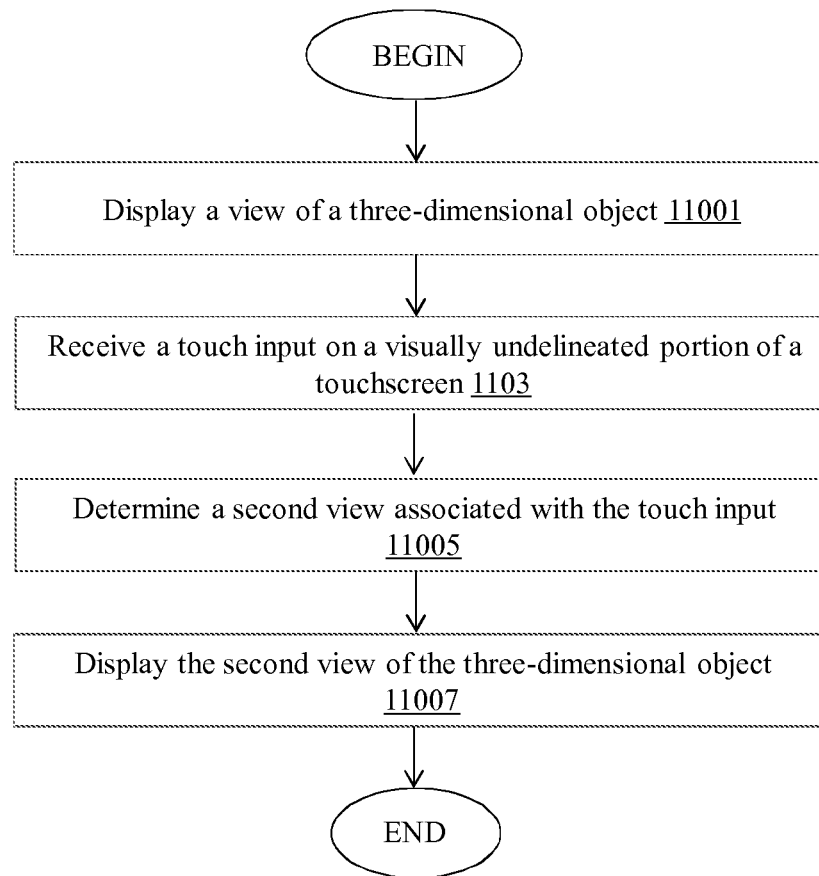 BEGIN
Display a view of a three-dimensional object 11001
Receive a touch input on a visually undelineated portion of a
touchscreen 1103
Determine a second view associated with the touch input
11005
Display the second view of the three-dimensional object
11007
END